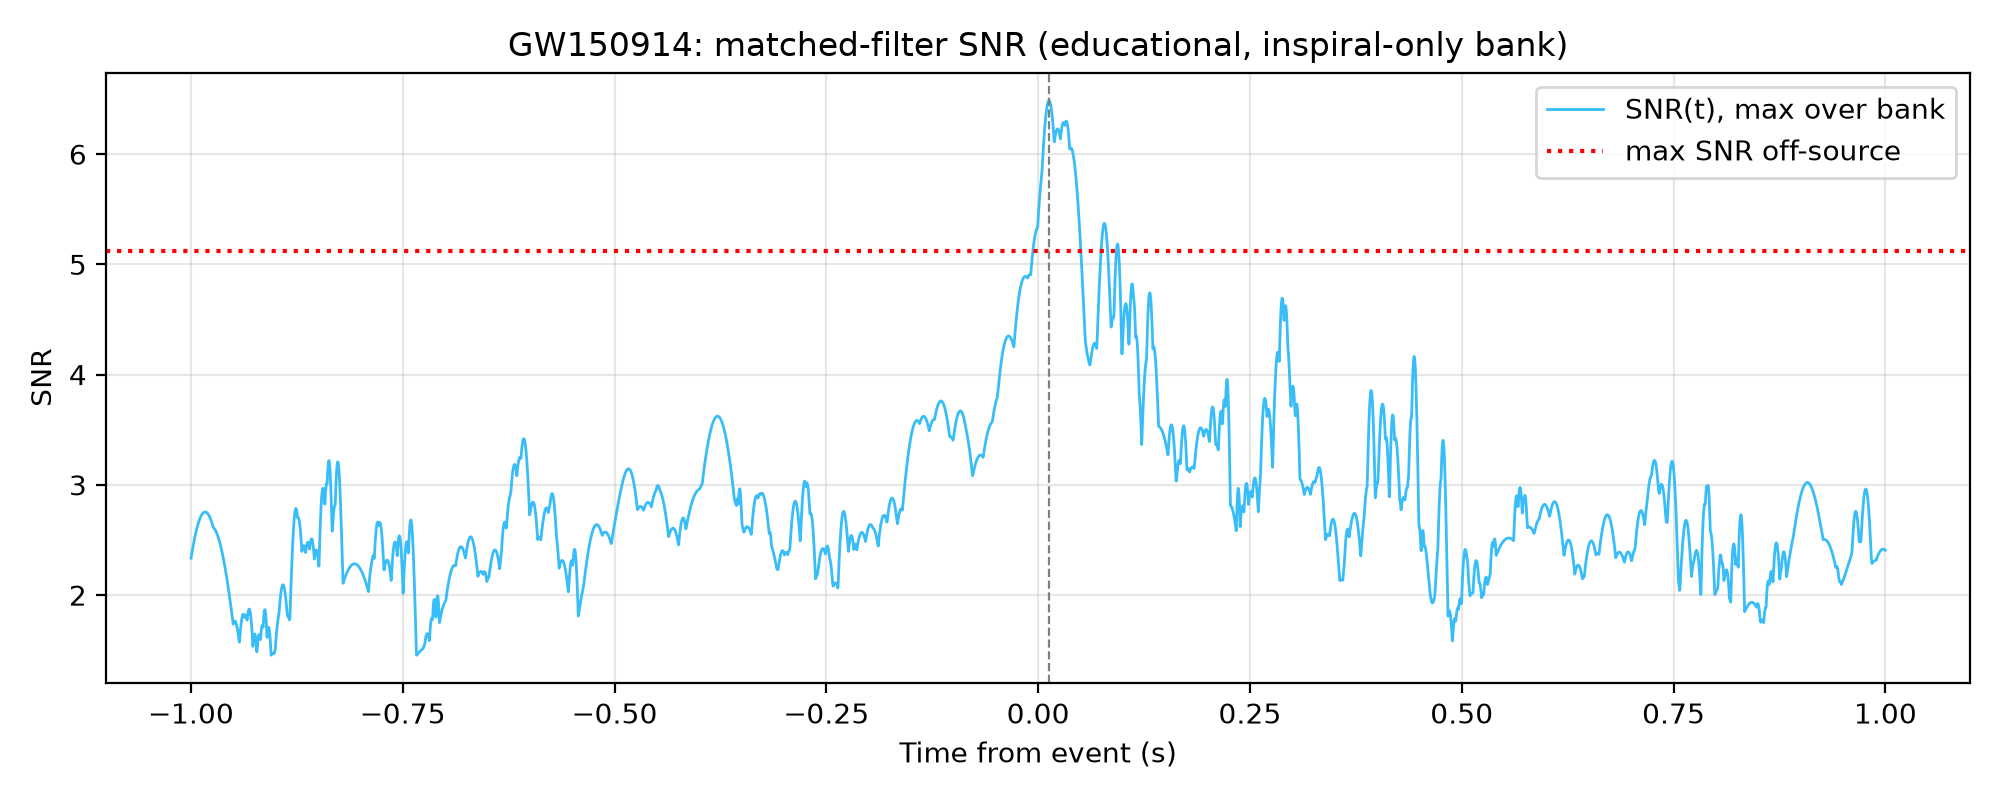 GW150914: matched-filter SNR (educational, inspiral-only bank)
SNR(t), max over bank
max SNR off-source
SNR
6
5
4
3
2
−1.00 −0.75 −0.50 −0.25 0.00 0.25 0.50 0.75 1.00
Time from event (s)